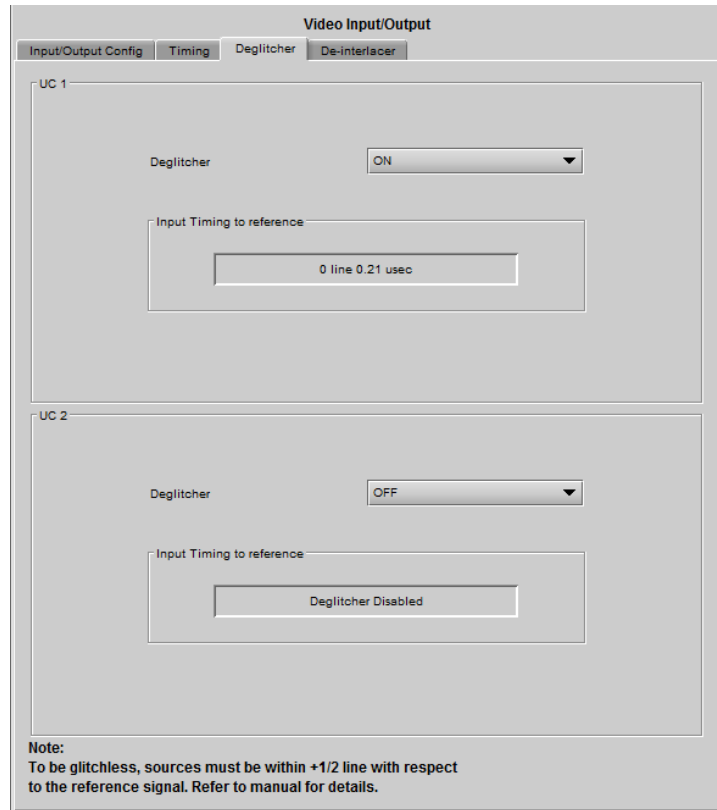 Video Input/Output
Input/Output Config Timing Deglitcher De-interlacer
UC 1
Deglitcher ON
Input Timing to reference
0 line 0.21 usec
UC 2
Deglitcher OFF
Input Timing to reference
Deglitcher Disabled
Note:
To be glitchless, sources must be within +1/2 line with respect
to the reference signal. Refer to manual for details.